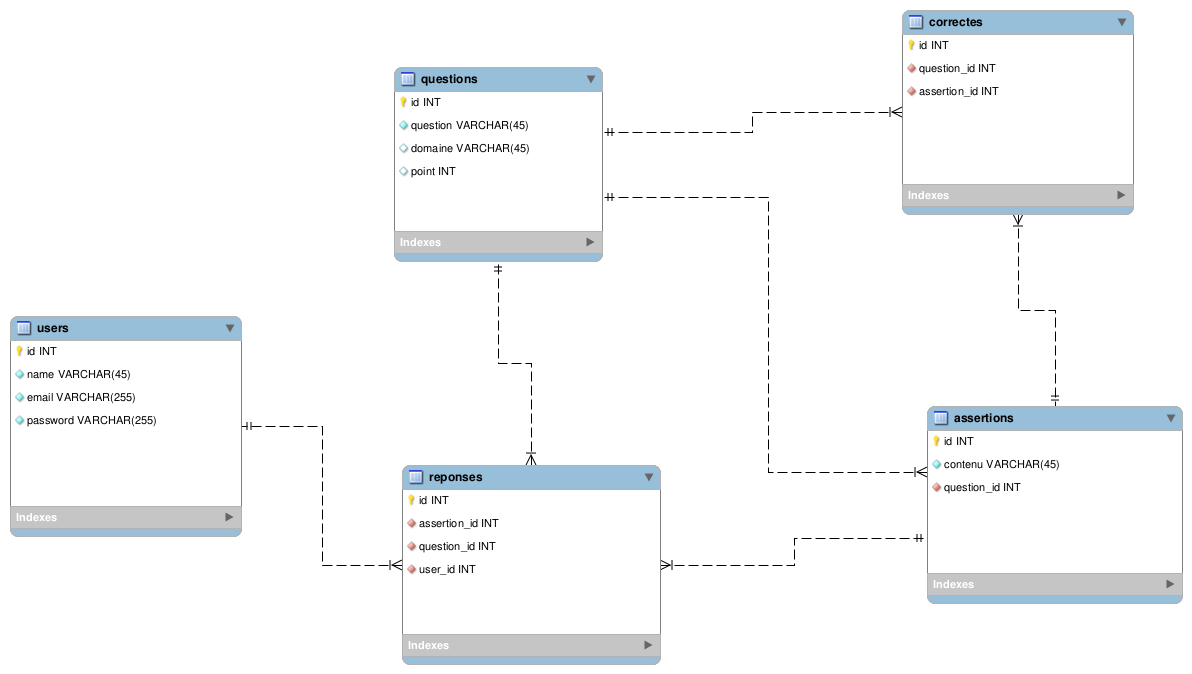 correctes
id INT
question_id INT
assertion_id INT
Indexes
questions
id INT
question VARCHAR(45)
domaine VARCHAR(45)
point INT
Indexes
users
id INT
name VARCHAR(45)
email VARCHAR(255)
password VARCHAR(255)
Indexes
reponses
id INT
assertion_id INT
question_id INT
user_id INT
Indexes
assertions
id INT
contenu VARCHAR(45)
question_id INT
Indexes